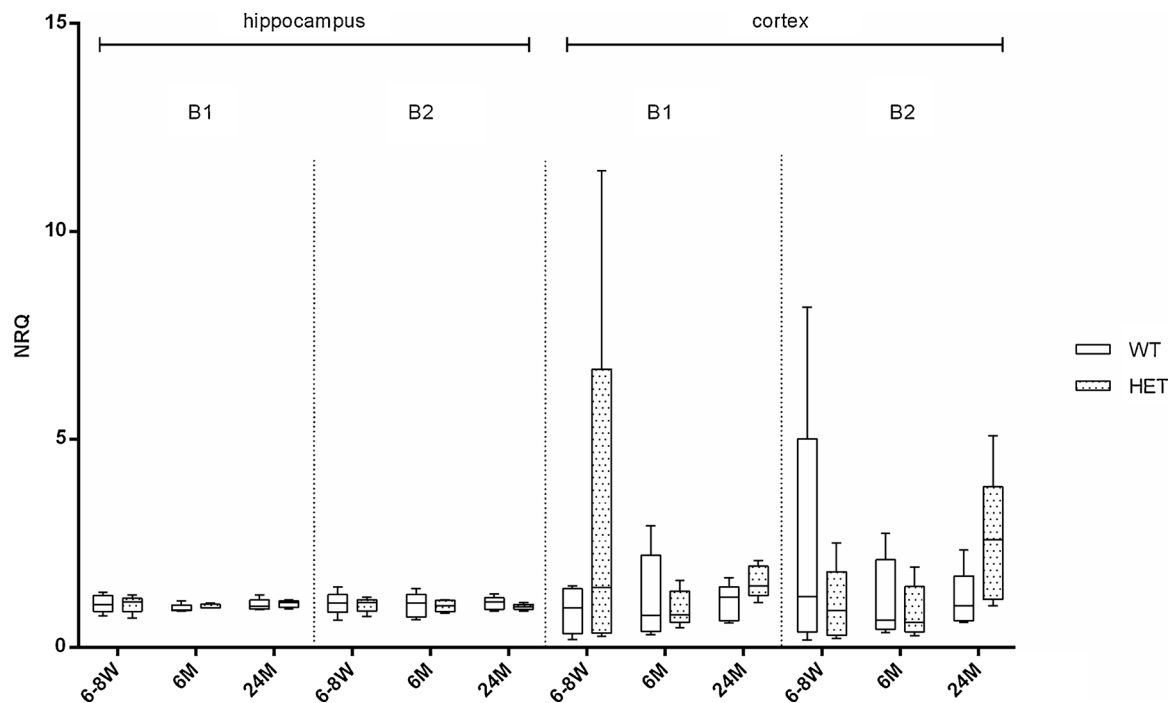 hippocampus cortex
15
B1 B2 B1 B2
10
NRQ
WT
HET
5
0
6-8W 6M 24M 6-8W 6M 24M 6-8W 6M 24M 6-8W 6M 24M